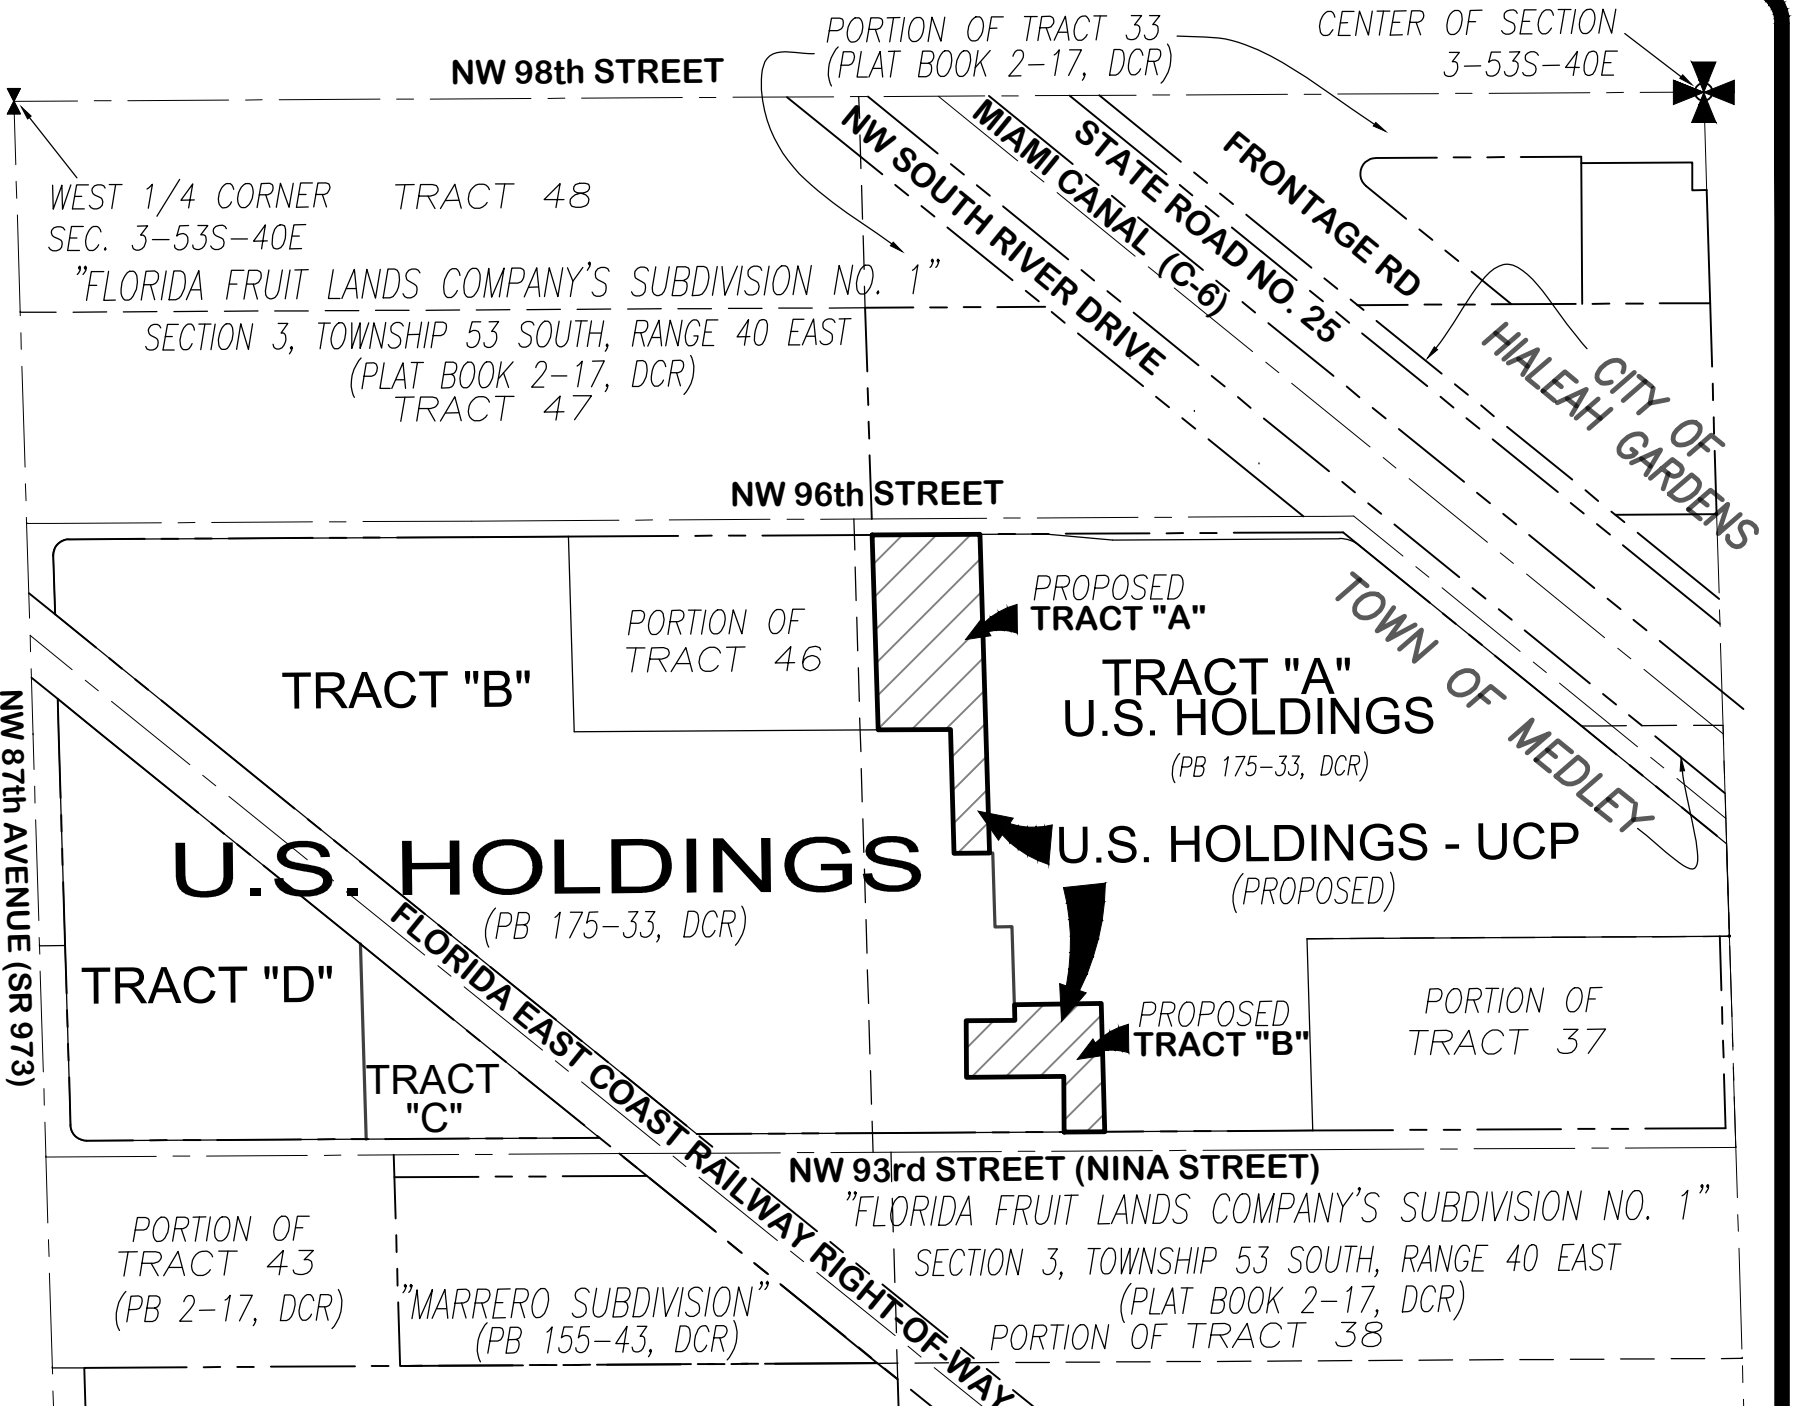 PORTION OF TRACT 33
(PLAT BOOK 2-17, DCR)
CENTER OF SECTION
3-53S-40E
NW 98th STREET
NW SOUTH RIVER DRIVE
MIAMI CANAL (C-6)
STATE ROAD NO. 25
FRONTAGE RD
WEST 1/4 CORNER
SEC. 3-53S-40E
TRACT 48
"FLORIDA FRUIT LANDS COMPANY'S SUBDIVISION NO. 1"
SECTION 3, TOWNSHIP 53 SOUTH, RANGE 40 EAST
(PLAT BOOK 2-17, DCR)
TRACT 47
CITY OF
HIALEAH GARDENS
NW 96th STREET
PORTION OF
TRACT 46
PROPOSED
TRACT "A"
TOWN OF MEDLEY
TRACT "B"
TRACT "A"
U.S. HOLDINGS
(PB 175-33, DCR)
NW 87th AVENUE (SR 973)
U.S. HOLDINGS
(PB 175-33, DCR)
U.S. HOLDINGS - UCP
(PROPOSED)
FLORIDA EAST COAST RAILWAY RIGHT-OF-WAY
TRACT "D"
TRACT
"C"
PROPOSED
TRACT "B"
PORTION OF
TRACT 37
NW 93rd STREET (NINA STREET)
"FLORIDA FRUIT LANDS COMPANY'S SUBDIVISION NO. 1"
SECTION 3, TOWNSHIP 53 SOUTH, RANGE 40 EAST
(PLAT BOOK 2-17, DCR)
PORTION OF TRACT 38
PORTION OF
TRACT 43
(PB 2-17, DCR)
"MARRERO SUBDIVISION"
(PB 155-43, DCR)